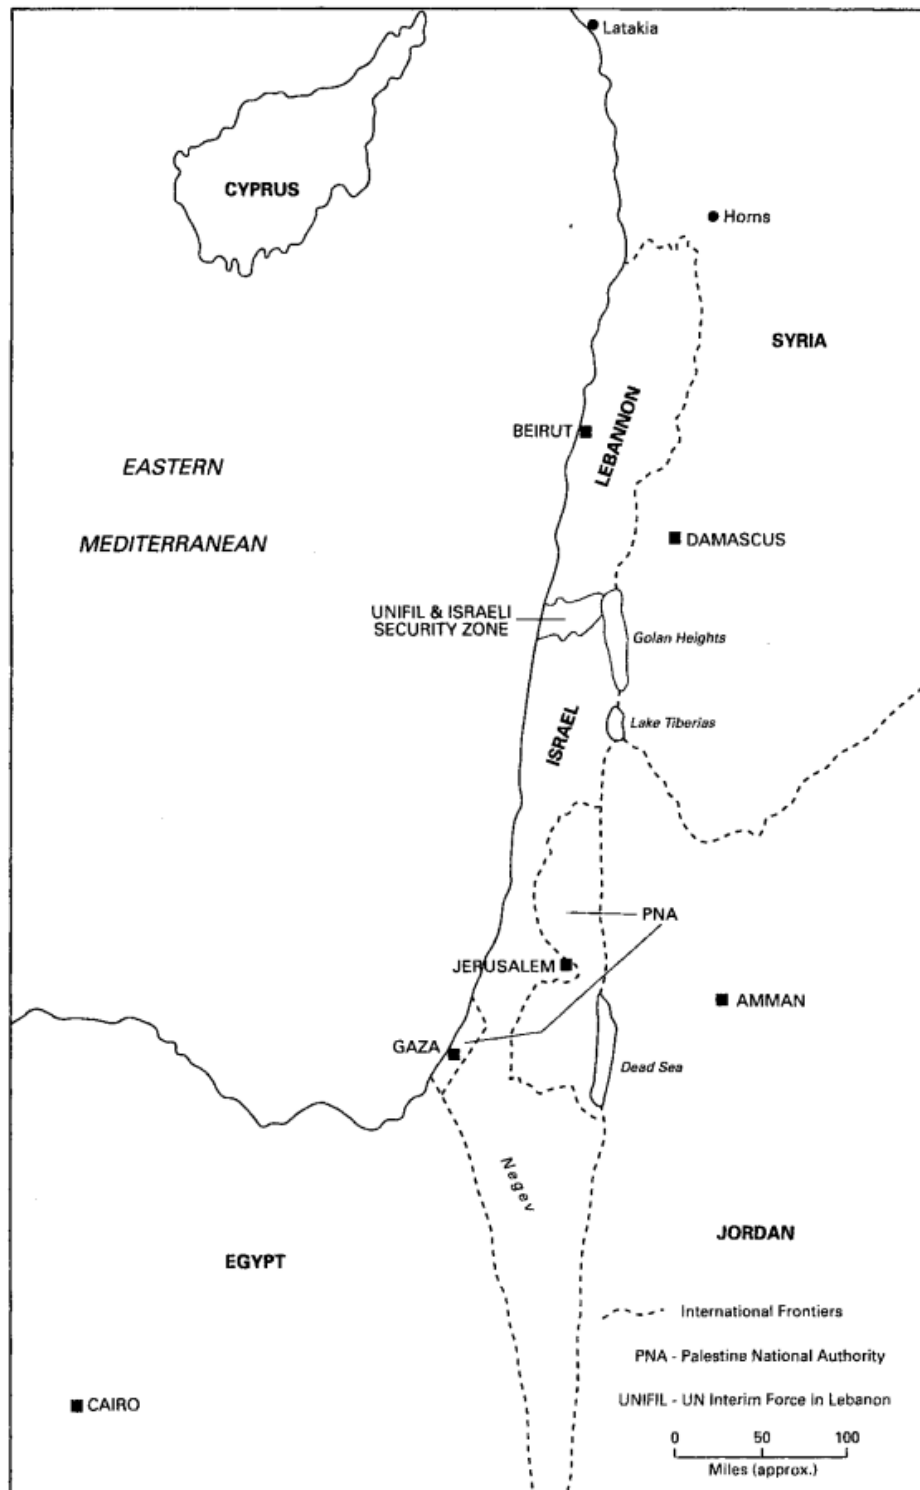 Latakia
CYPRUS
Homs
SYRIA
LEBANNON
BEIRUT
EASTERN
MEDITERRANEAN
DAMASCUS
UNIFIL & ISRAELI
SECURITY ZONE
Golan Heights
Lake Tiberias
ISRAEL
PNA
JERUSALEM
AMMAN
GAZA
Dead Sea
Negev
JORDAN
EGYPT
International Frontiers
PNA - Palestine National Authority
UNIFIL - UN Interim Force In Lebanon
CAIRO
0 50 100
Miles (approx.)